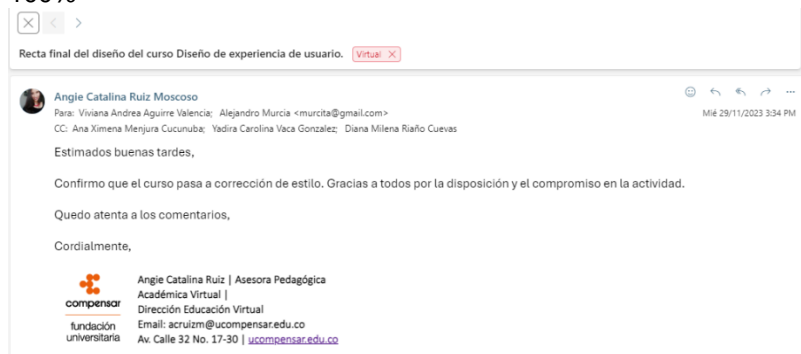 Recta final del diseño del curso Diseño de experiencia de usuario. Virtual
Angie Catalina Ruiz Moscoso
Para: Viviana Andrea Aguirre Valencia; Alejandro Murcia <murcita@gmail.com>
CC: Ana Ximena Menjura Cucunuba; Yadira Carolina Vaca Gonzalez; Diana Milena Riaño Cuevas
Mié 29/11/2023 3:34 PM
Estimados buenas tardes,
Confirmo que el curso pasa a corrección de estilo. Gracias a todos por la disposición y el compromiso en la actividad.
Quedo atenta a los comentarios,
Cordialmente,
compensar
fundación
universitaria
Angie Catalina Ruiz | Asesora Pedagógica
Académica Virtual |
Dirección Educación Virtual
Email: acruizm@ucompensar.edu.co
Av. Calle 32 No. 17-30 | ucompensar.edu.co